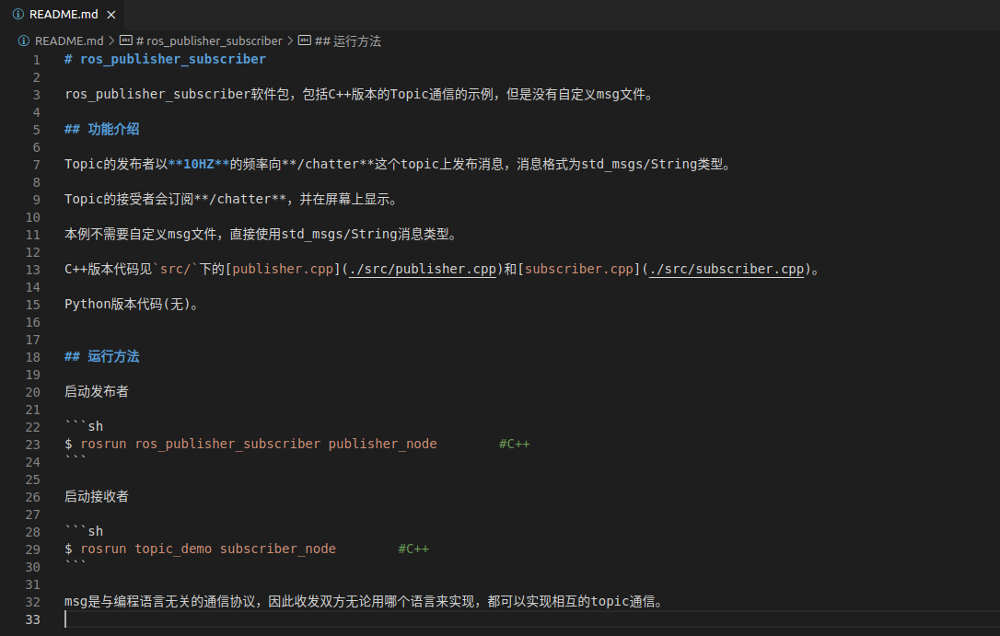 README.md
README.md > # ros_publisher_subscriber > ## 运行方法
1 # ros_publisher_subscriber
2
3 ros_publisher_subscriber软件包，包括C++版本的Topic通信的示例，但是没有自定义msg文件。
4
5 ## 功能介绍
6
7 Topic的发布者以**10HZ**的频率向**/chatter**这个topic上发布消息，消息格式为std_msgs/String类型。
8
9 Topic的接受者会订阅**/chatter**，并在屏幕上显示。
10
11 本例不需要自定义msg文件，直接使用std_msgs/String消息类型。
12
13 C++版本代码见`src/`下的[publisher.cpp](./src/publisher.cpp)和[subscriber.cpp](./src/subscriber.cpp)。
14
15 Python版本代码(无)。
16
17
18 ## 运行方法
19
20 启动发布者
21
22 ```sh
23 $ rosrun ros_publisher_subscriber publisher_node        #C++
24 ```
25
26 启动接收者
27
28 ```sh
29 $ rosrun topic_demo subscriber_node        #C++
30 ```
31
32 msg是与编程语言无关的通信协议，因此收发双方无论用哪个语言来实现，都可以实现相互的topic通信。
33